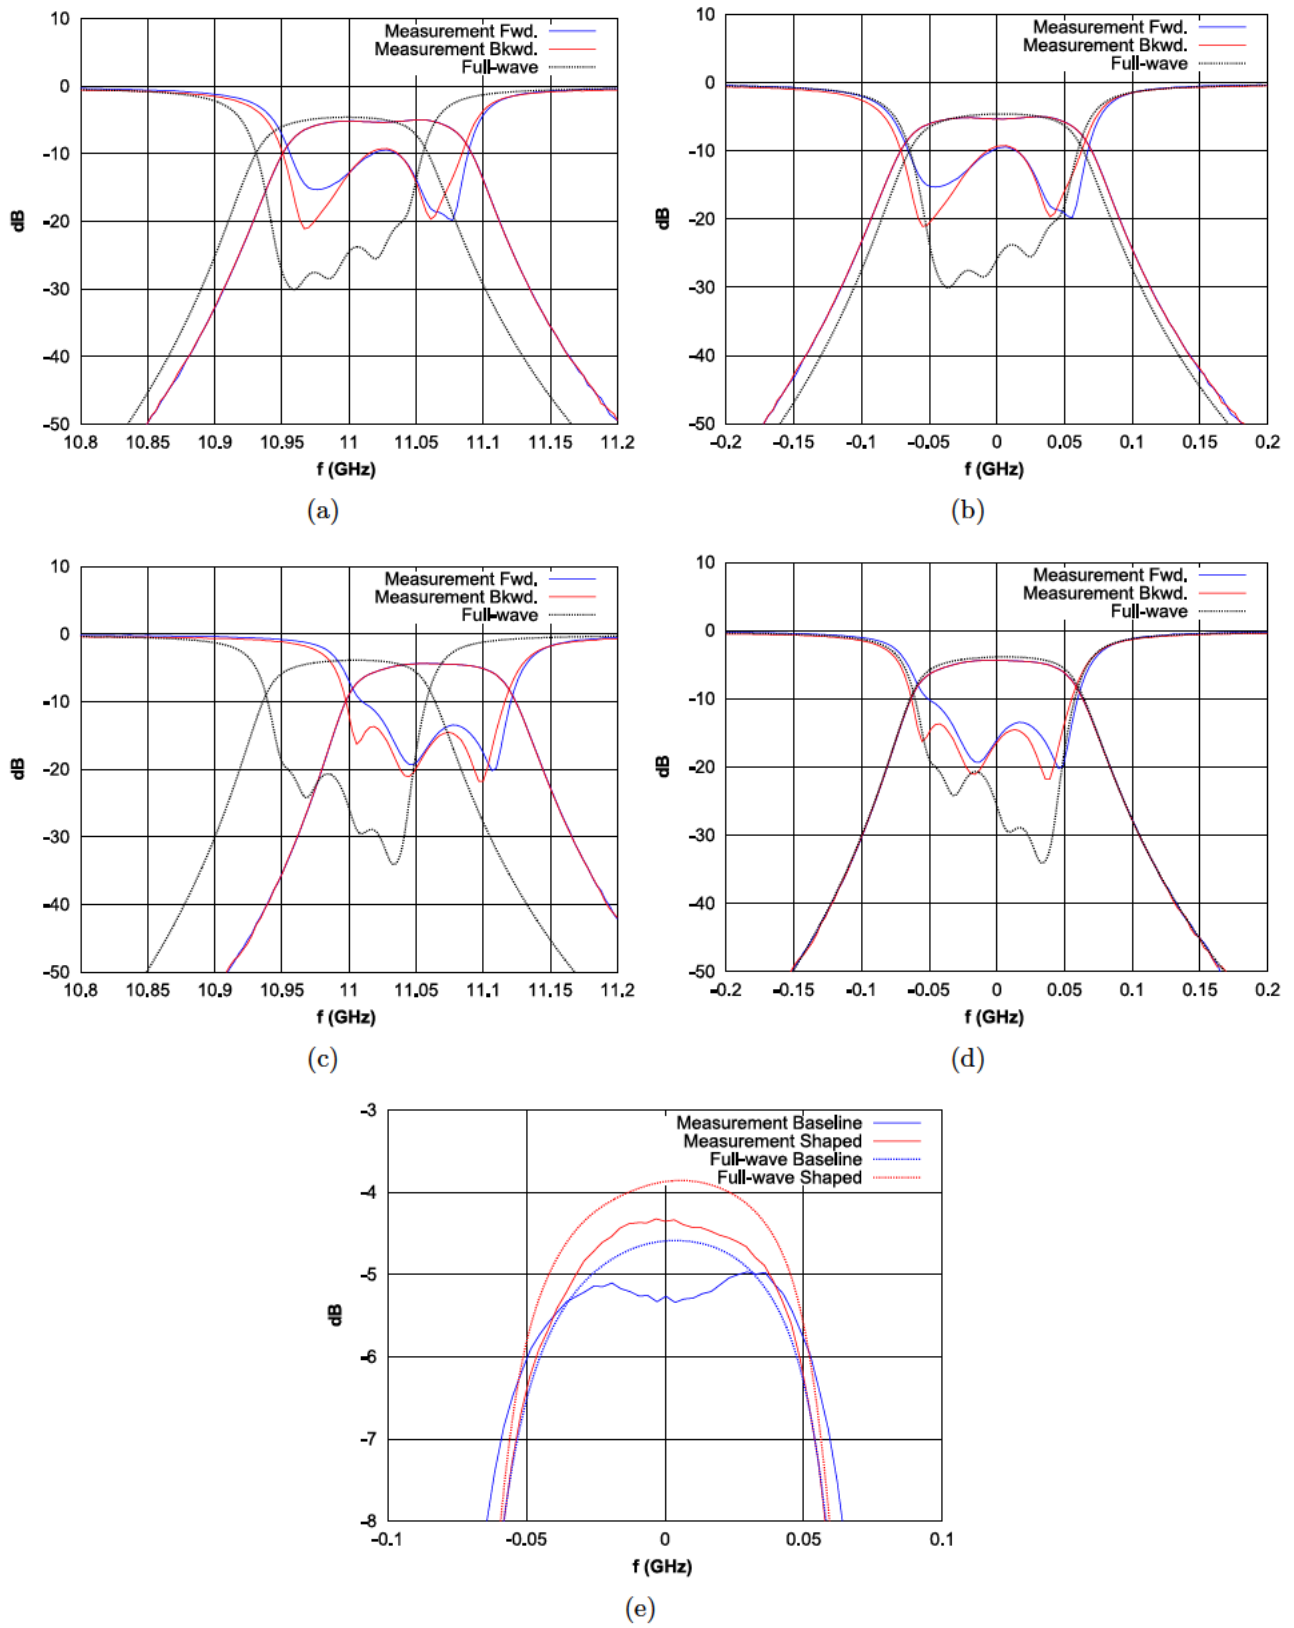 10
0
-10
-20
-30
-40
-50
dB
Measurement Fwd.
Measurement Bkwd.
Full-wave
10.8 10.85 10.9 10.95 11 11.05 11.1 11.15 11.2
f (GHz)
(a)
10
0
-10
-20
-30
-40
-50
dB
Measurement Fwd.
Measurement Bkwd.
Full-wave
-0.2 -0.15 -0.1 -0.05 0 0.05 0.1 0.15 0.2
f (GHz)
(b)
10
0
-10
-20
-30
-40
-50
dB
Measurement Fwd.
Measurement Bkwd.
Full-wave
10.8 10.85 10.9 10.95 11 11.05 11.1 11.15 11.2
f (GHz)
(c)
10
0
-10
-20
-30
-40
-50
dB
Measurement Fwd.
Measurement Bkwd.
Full-wave
-0.2 -0.15 -0.1 -0.05 0 0.05 0.1 0.15 0.2
f (GHz)
(d)
-3
-4
-5
-6
-7
-8
dB
Measurement Baseline
Measurement Shaped
Full-wave Baseline
Full-wave Shaped
-0.1 -0.05 0 0.05 0.1
f (GHz)
(e)